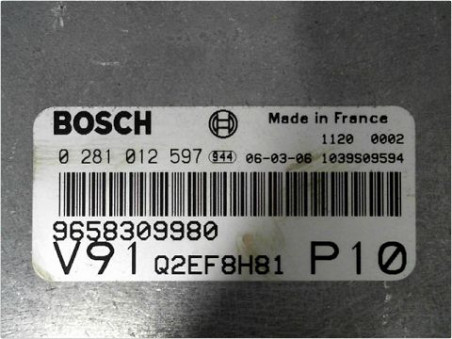 BOSCH Made in France
1120 0002
0 281 012 597 944 06-03-06 1039S09594
9658309980
V91 Q2EF8H81 P10